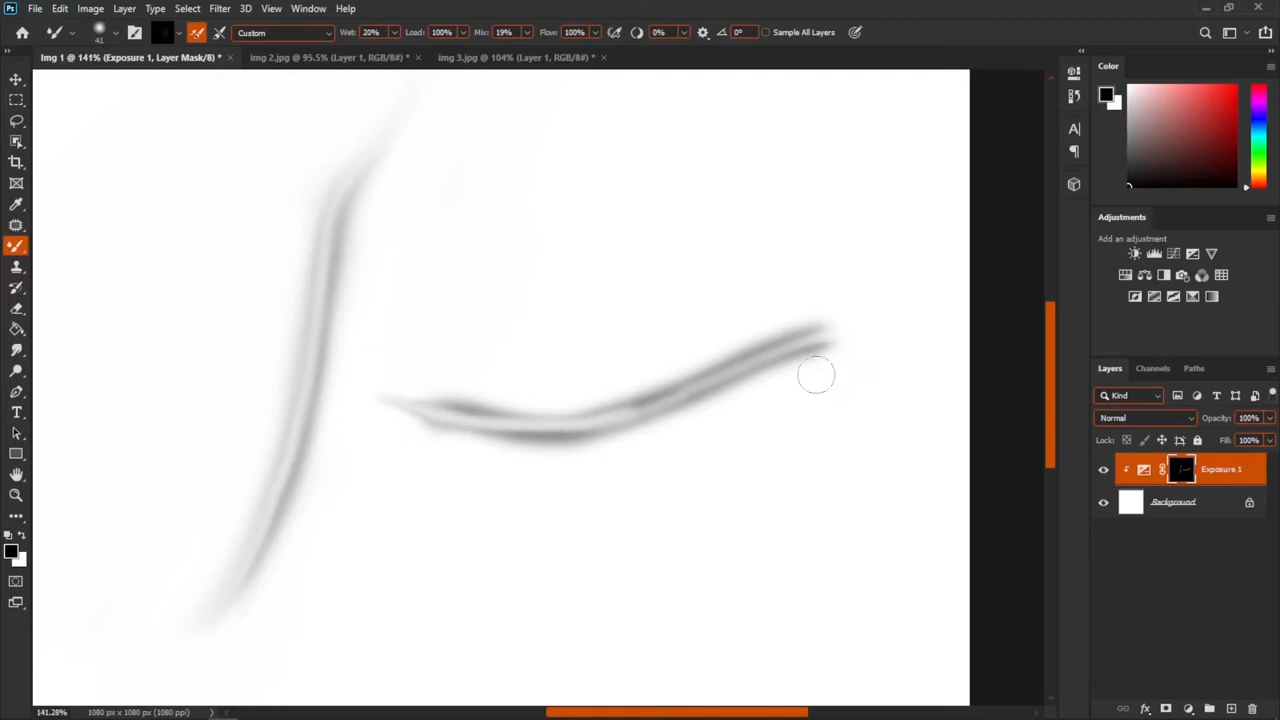 Ps File Edit Image Layer Type Select Filter 3D View Window Help
41 Custom Wet: 20% Load: 100% Mix: 19% Flow: 100% 0% 0° Sample All Layers
Img 1 @ 141% (Exposure 1, Layer Mask/8) * × img 2.jpg @ 95.5% (Layer 1, RGB/8#) * × img 3.jpg @ 104% (Layer 1, RGB/8#) * ×
Color
Adjustments
Add an adjustment
Layers Channels Paths
Kind
Normal Opacity: 100%
Lock: Fill: 100%
Exposure 1
Background
141.28% 1080 px x 1080 px (1080 ppi)